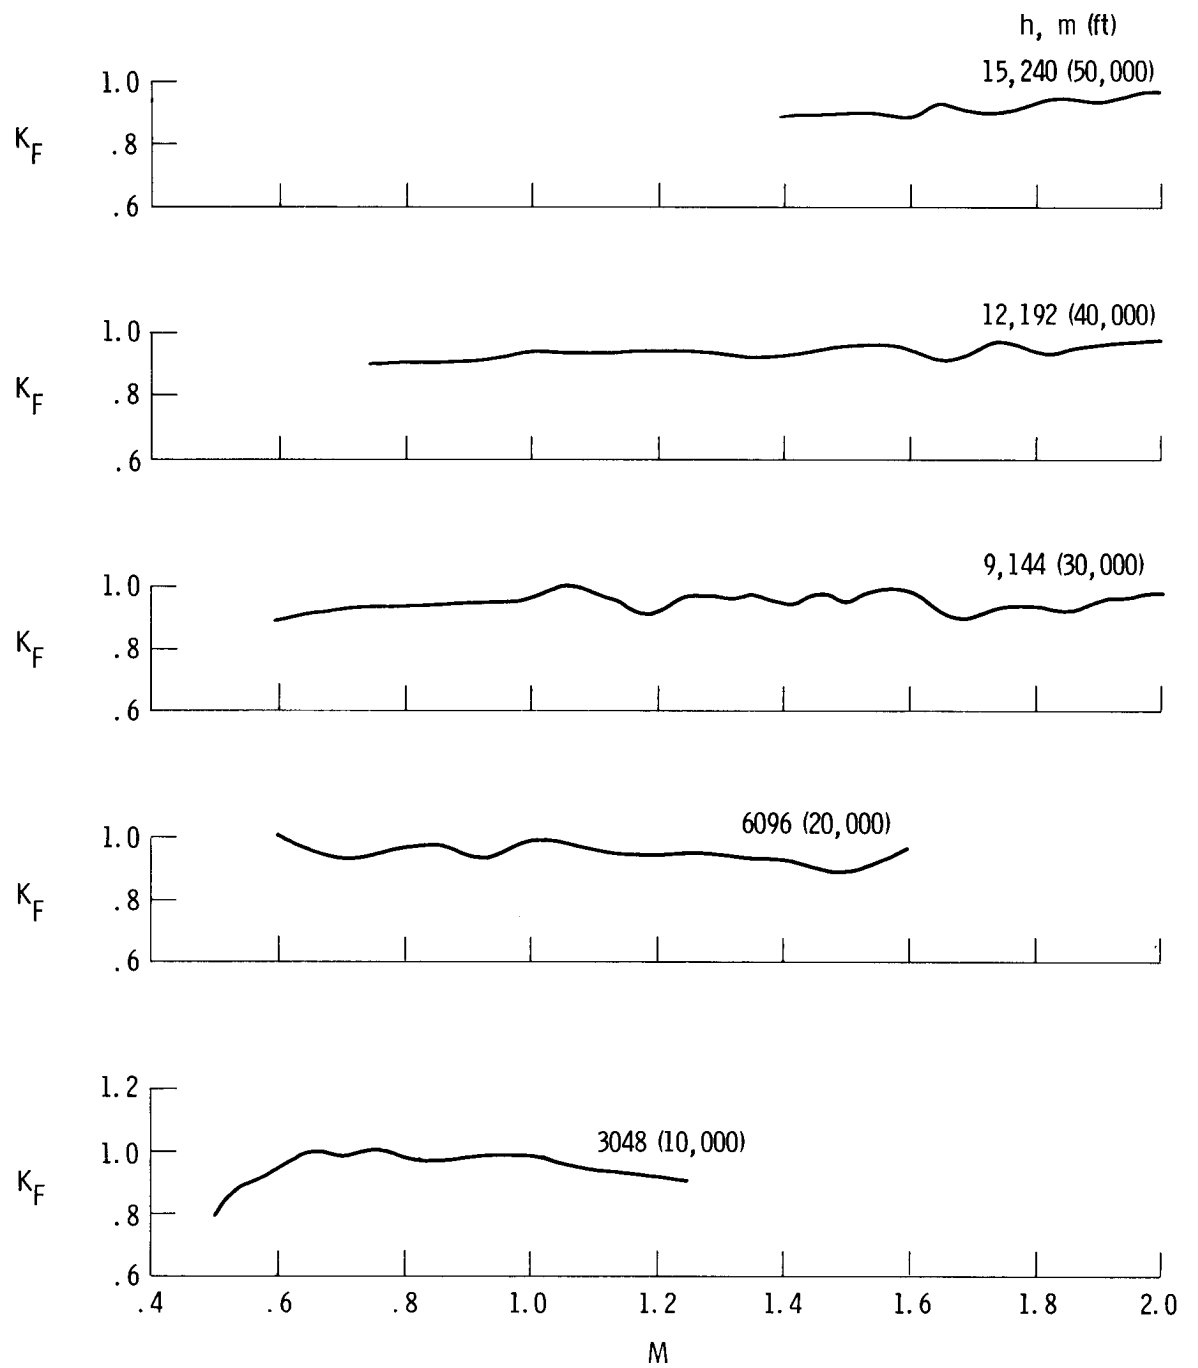 h, m (ft)
15,240 (50,000)
1.0
K_F
.8
.6
12,192 (40,000)
1.0
K_F
.8
.6
9,144 (30,000)
1.0
K_F
.8
.6
6096 (20,000)
1.0
K_F
.8
.6
1.2
3048 (10,000)
1.0
K_F
.8
.6
.4 .6 .8 1.0 1.2 1.4 1.6 1.8 2.0
M